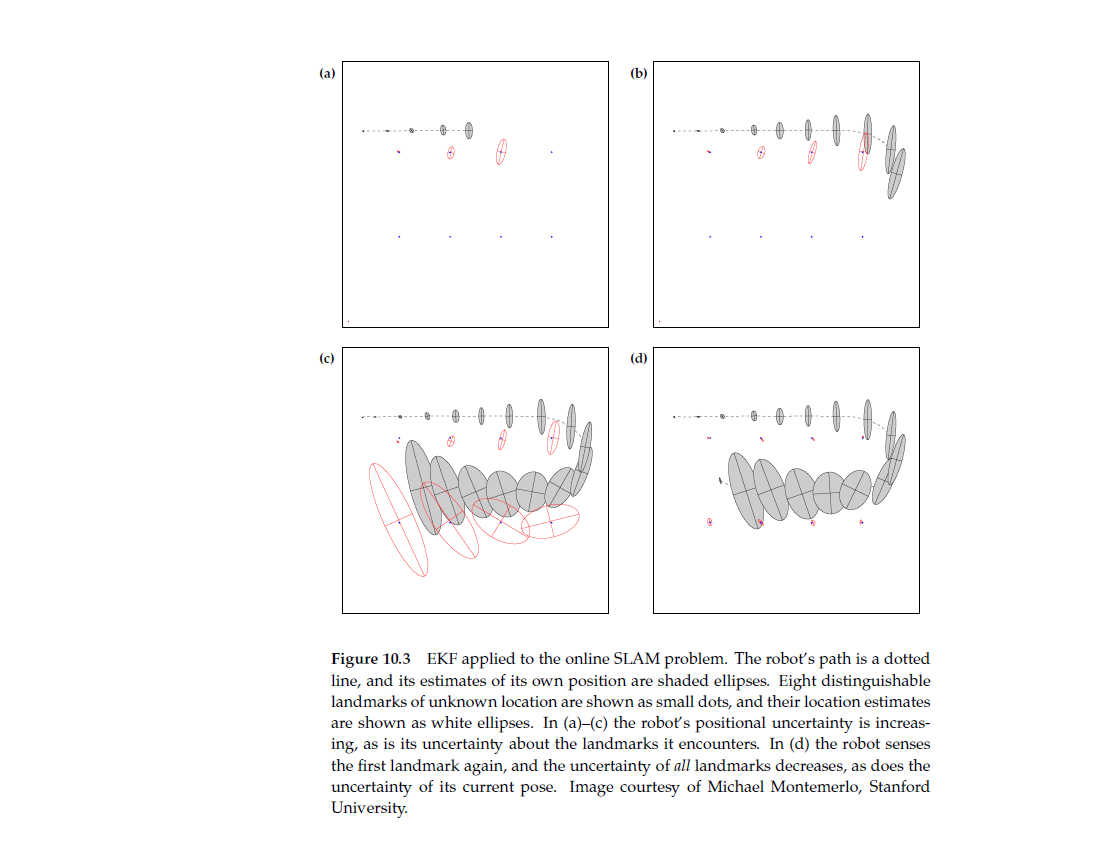 (a)
(b)
(c)
(d)
Figure 10.3 EKF applied to the online SLAM problem. The robot's path is a dotted
line, and its estimates of its own position are shaded ellipses. Eight distinguishable
landmarks of unknown location are shown as small dots, and their location estimates
are shown as white ellipses. In (a)–(c) the robot's positional uncertainty is increas-
ing, as is its uncertainty about the landmarks it encounters. In (d) the robot senses
the first landmark again, and the uncertainty of all landmarks decreases, as does the
uncertainty of its current pose. Image courtesy of Michael Montemerlo, Stanford
University.